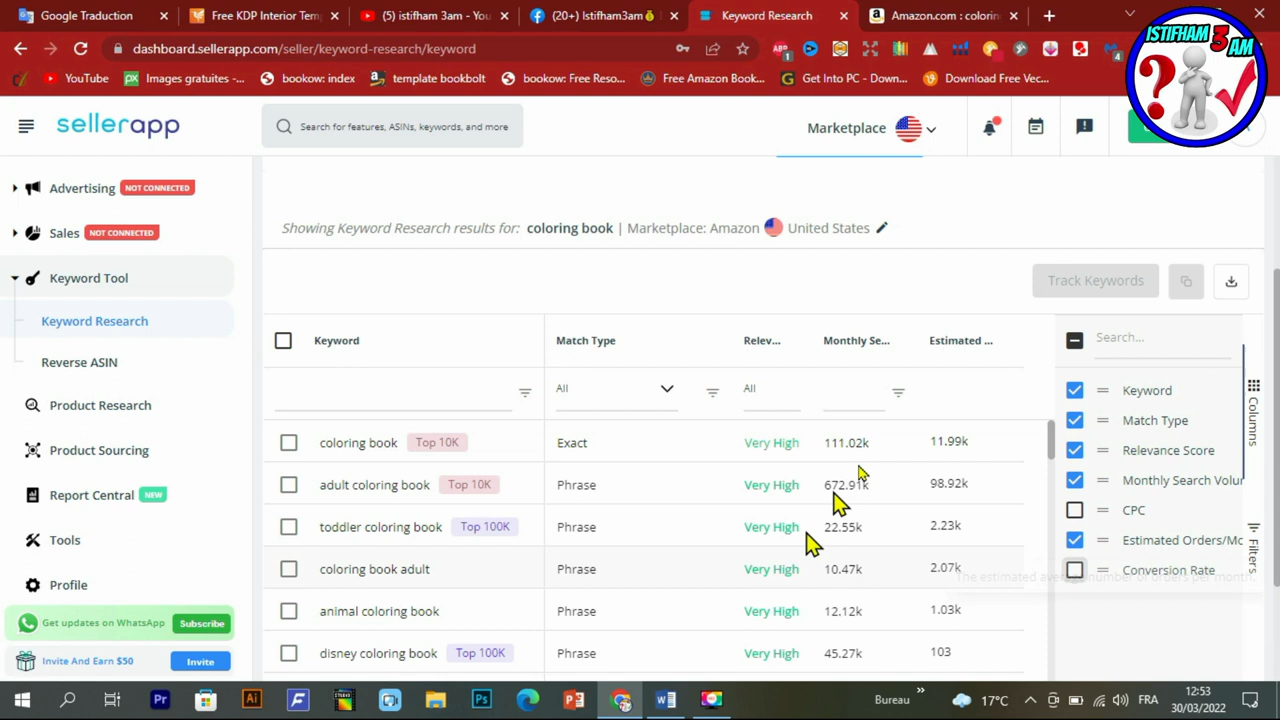 Google Traduction
Free KDP Interior Tem
(5) istifham 3am - You
(20+) Istifham3am
Keyword Research
Amazon.com : colorin
dashboard.sellerapp.com/seller/keyword-research/keyword
ISTIFHAM 3 AM
YouTube
Images gratuites -...
bookow: index
template bookbolt
bookow: Free Reso...
Free Amazon Book...
Get Into PC - Down...
Download Free Vec...
sellerapp
Search for features, ASINs, keywords, and more
Marketplace
Advertising NOT CONNECTED
Sales NOT CONNECTED
Keyword Tool
Keyword Research
Reverse ASIN
Product Research
Product Sourcing
Report Central NEW
Tools
Profile
Get updates on WhatsApp Subscribe
Invite And Earn $50 Invite
Showing Keyword Research results for: coloring book | Marketplace: Amazon United States
Track Keywords
Keyword Match Type Relev... Monthly Se... Estimated ...
All All
coloring book Top 10K Exact Very High 111.02k 11.99k
adult coloring book Top 10K Phrase Very High 672.91k 98.92k
toddler coloring book Top 100K Phrase Very High 22.55k 2.23k
coloring book adult Phrase Very High 10.47k 2.07k
animal coloring book Phrase Very High 12.12k 1.03k
disney coloring book Top 100K Phrase Very High 45.27k 103
Search...
Keyword
Match Type
Relevance Score
Monthly Search Volu
CPC
Estimated Orders/Mo
Conversion Rate
The estimated average number of orders per month.
Columns
Filters
Bureau
17°C
FRA
12:53
30/03/2022